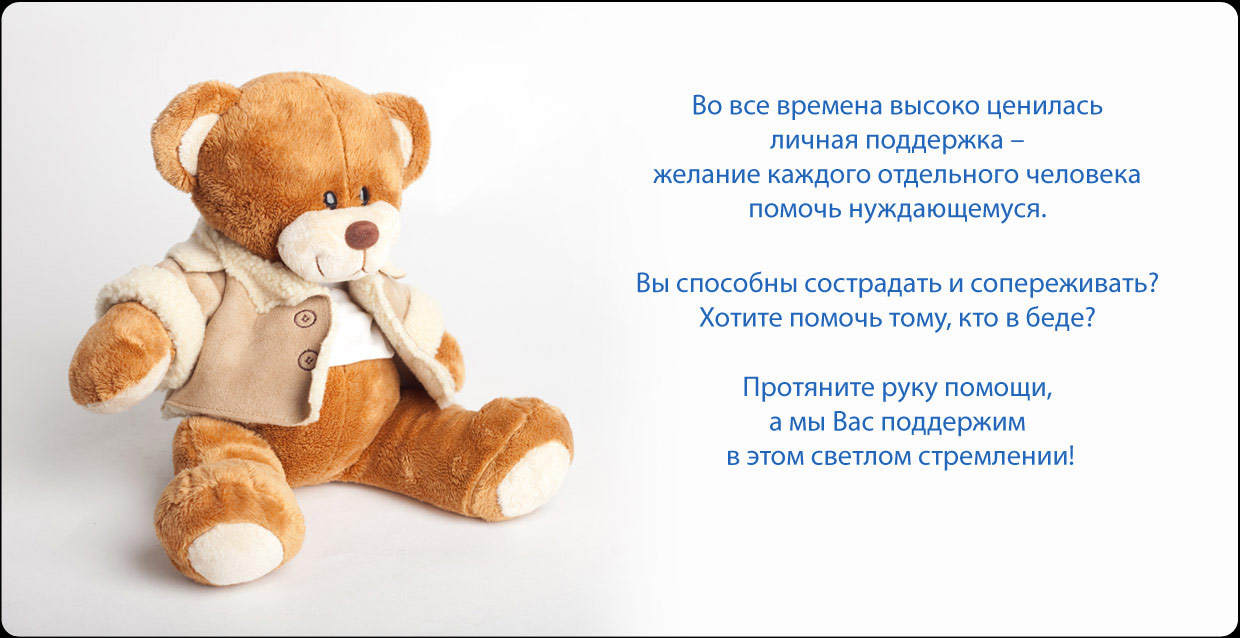 Во все времена высоко ценилась
личная поддержка –
желание каждого отдельного человека
помочь нуждающемуся.
Вы способны сострадать и сопереживать?
Хотите помочь тому, кто в беде?
Протяните руку помощи,
а мы Вас поддержим
в этом светлом стремлении!